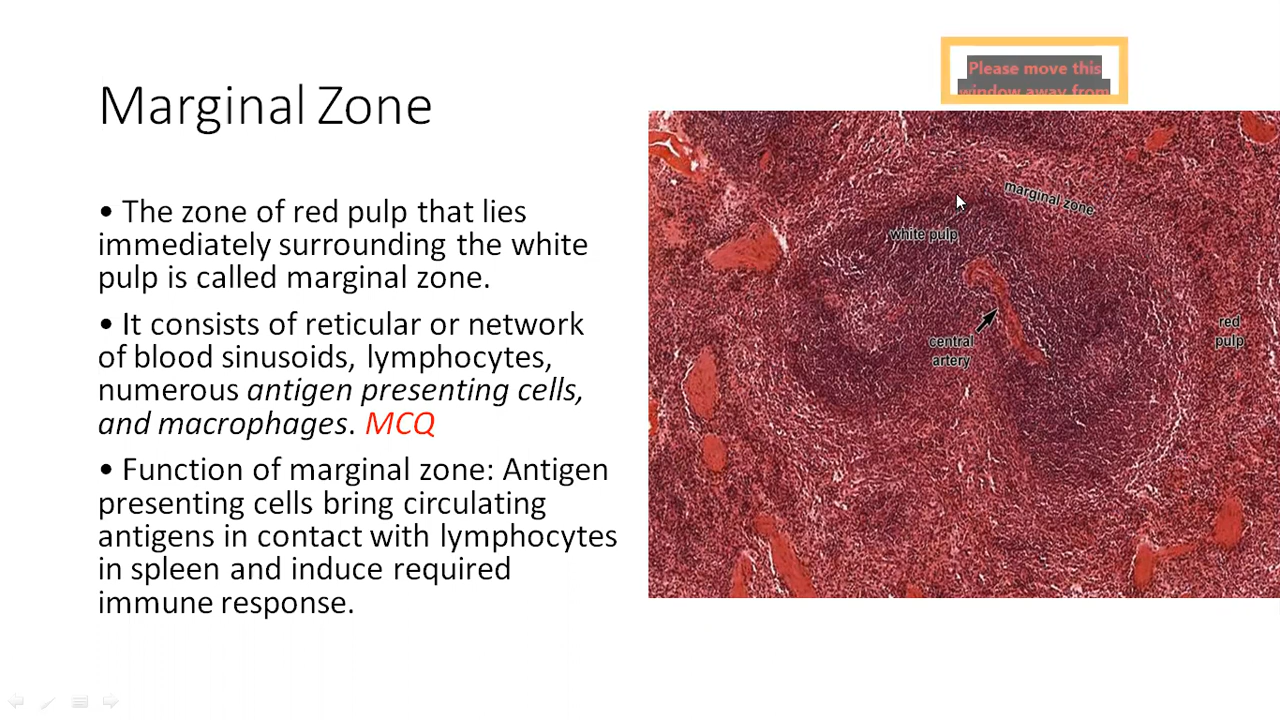 Please move this
window away from
Marginal Zone
• The zone of red pulp that lies
immediately surrounding the white
pulp is called marginal zone.
• It consists of reticular or network
of blood sinusoids, lymphocytes,
numerous antigen presenting cells,
and macrophages. MCQ
• Function of marginal zone: Antigen
presenting cells bring circulating
antigens in contact with lymphocytes
in spleen and induce required
immune response.
marginal zone
white pulp
central
artery
red
pulp